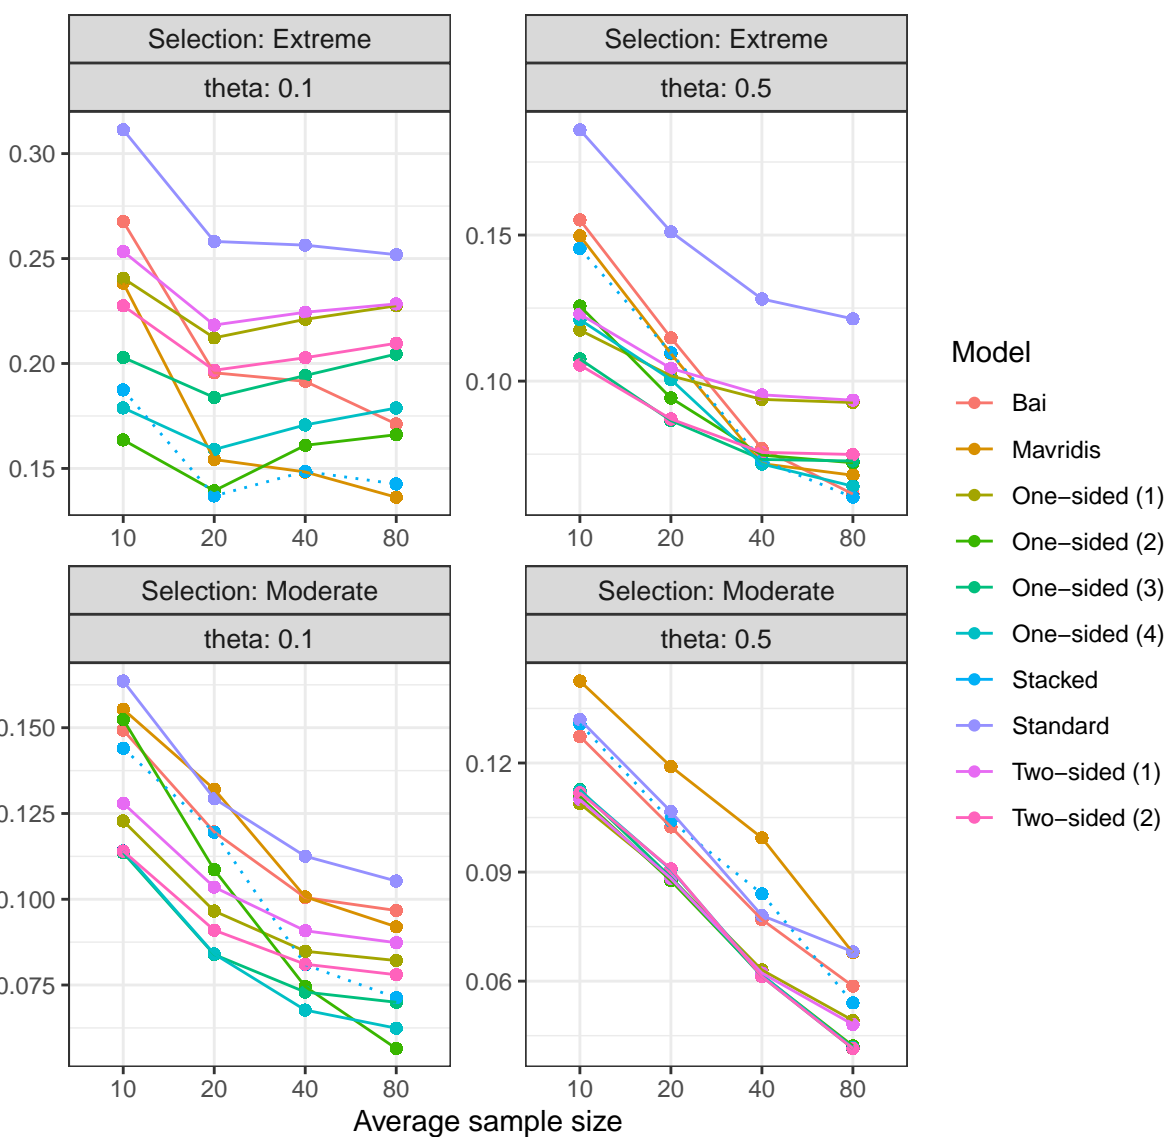 Selection: Extreme
theta: 0.1
0.30
0.25
0.20
0.15
10 20 40 80
Selection: Extreme
theta: 0.5
0.15
0.10
10 20 40 80
Selection: Moderate
theta: 0.1
0.150
0.125
0.100
0.075
10 20 40 80
Selection: Moderate
theta: 0.5
0.12
0.09
0.06
10 20 40 80
Average sample size
Model
Bai
Mavridis
One−sided (1)
One−sided (2)
One−sided (3)
One−sided (4)
Stacked
Standard
Two−sided (1)
Two−sided (2)